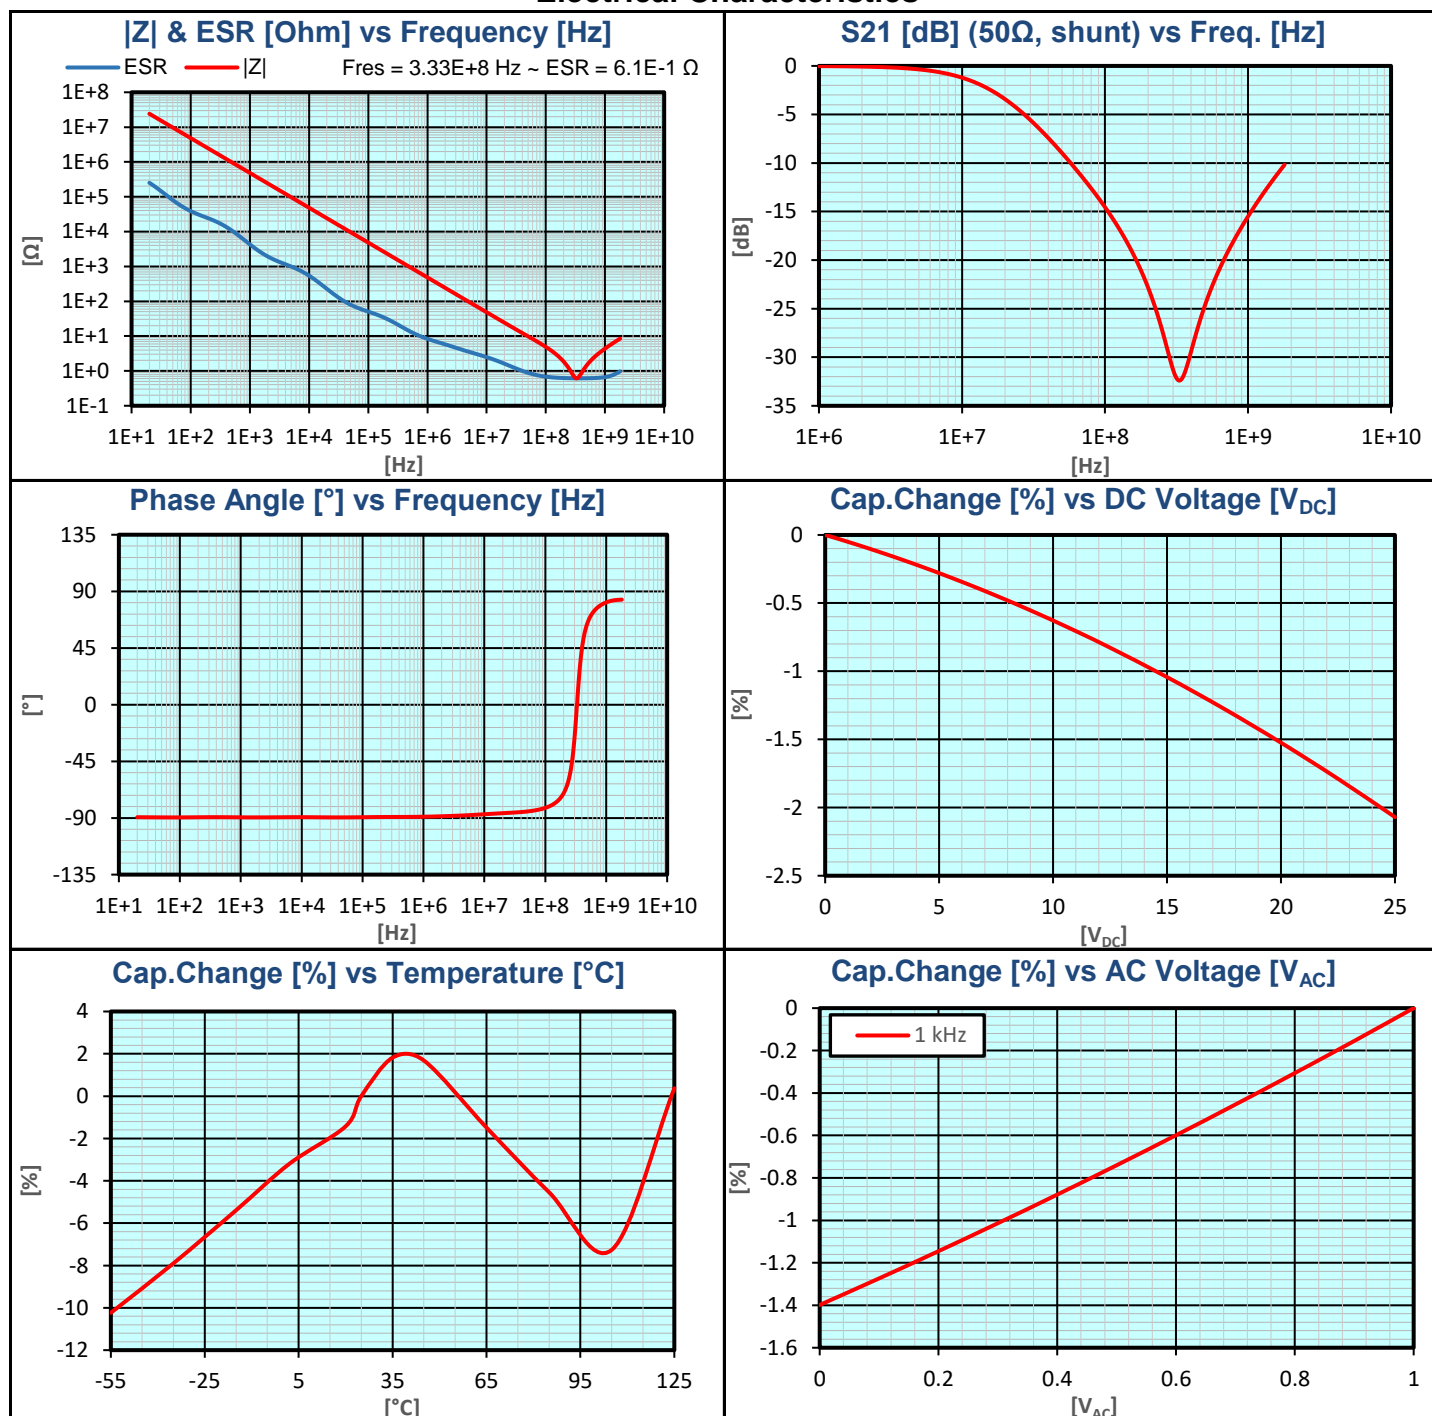 Electrical Characteristics
|Z| & ESR [Ohm] vs Frequency [Hz]
ESR |Z| Fres = 3.33E+8 Hz ~ ESR = 6.1E-1 Ω
1E+8
1E+7
1E+6
1E+5
1E+4
1E+3
1E+2
1E+1
1E+0
1E-1
[Ω]
1E+1 1E+2 1E+3 1E+4 1E+5 1E+6 1E+7 1E+8 1E+9 1E+10
[Hz]
S21 [dB] (50Ω, shunt) vs Freq. [Hz]
0
-5
-10
-15
-20
-25
-30
-35
[dB]
1E+6 1E+7 1E+8 1E+9 1E+10
[Hz]
Phase Angle [°] vs Frequency [Hz]
135
90
45
0
-45
-90
-135
[°]
1E+1 1E+2 1E+3 1E+4 1E+5 1E+6 1E+7 1E+8 1E+9 1E+10
[Hz]
Cap.Change [%] vs DC Voltage [VDC]
0
-0.5
-1
-1.5
-2
-2.5
[%]
0 5 10 15 20 25
[VDC]
Cap.Change [%] vs Temperature [°C]
4
2
0
-2
-4
-6
-8
-10
-12
[%]
-55 -25 5 35 65 95 125
[°C]
Cap.Change [%] vs AC Voltage [VAC]
1 kHz
0
-0.2
-0.4
-0.6
-0.8
-1
-1.2
-1.4
-1.6
[%]
0 0.2 0.4 0.6 0.8 1
[VAC]